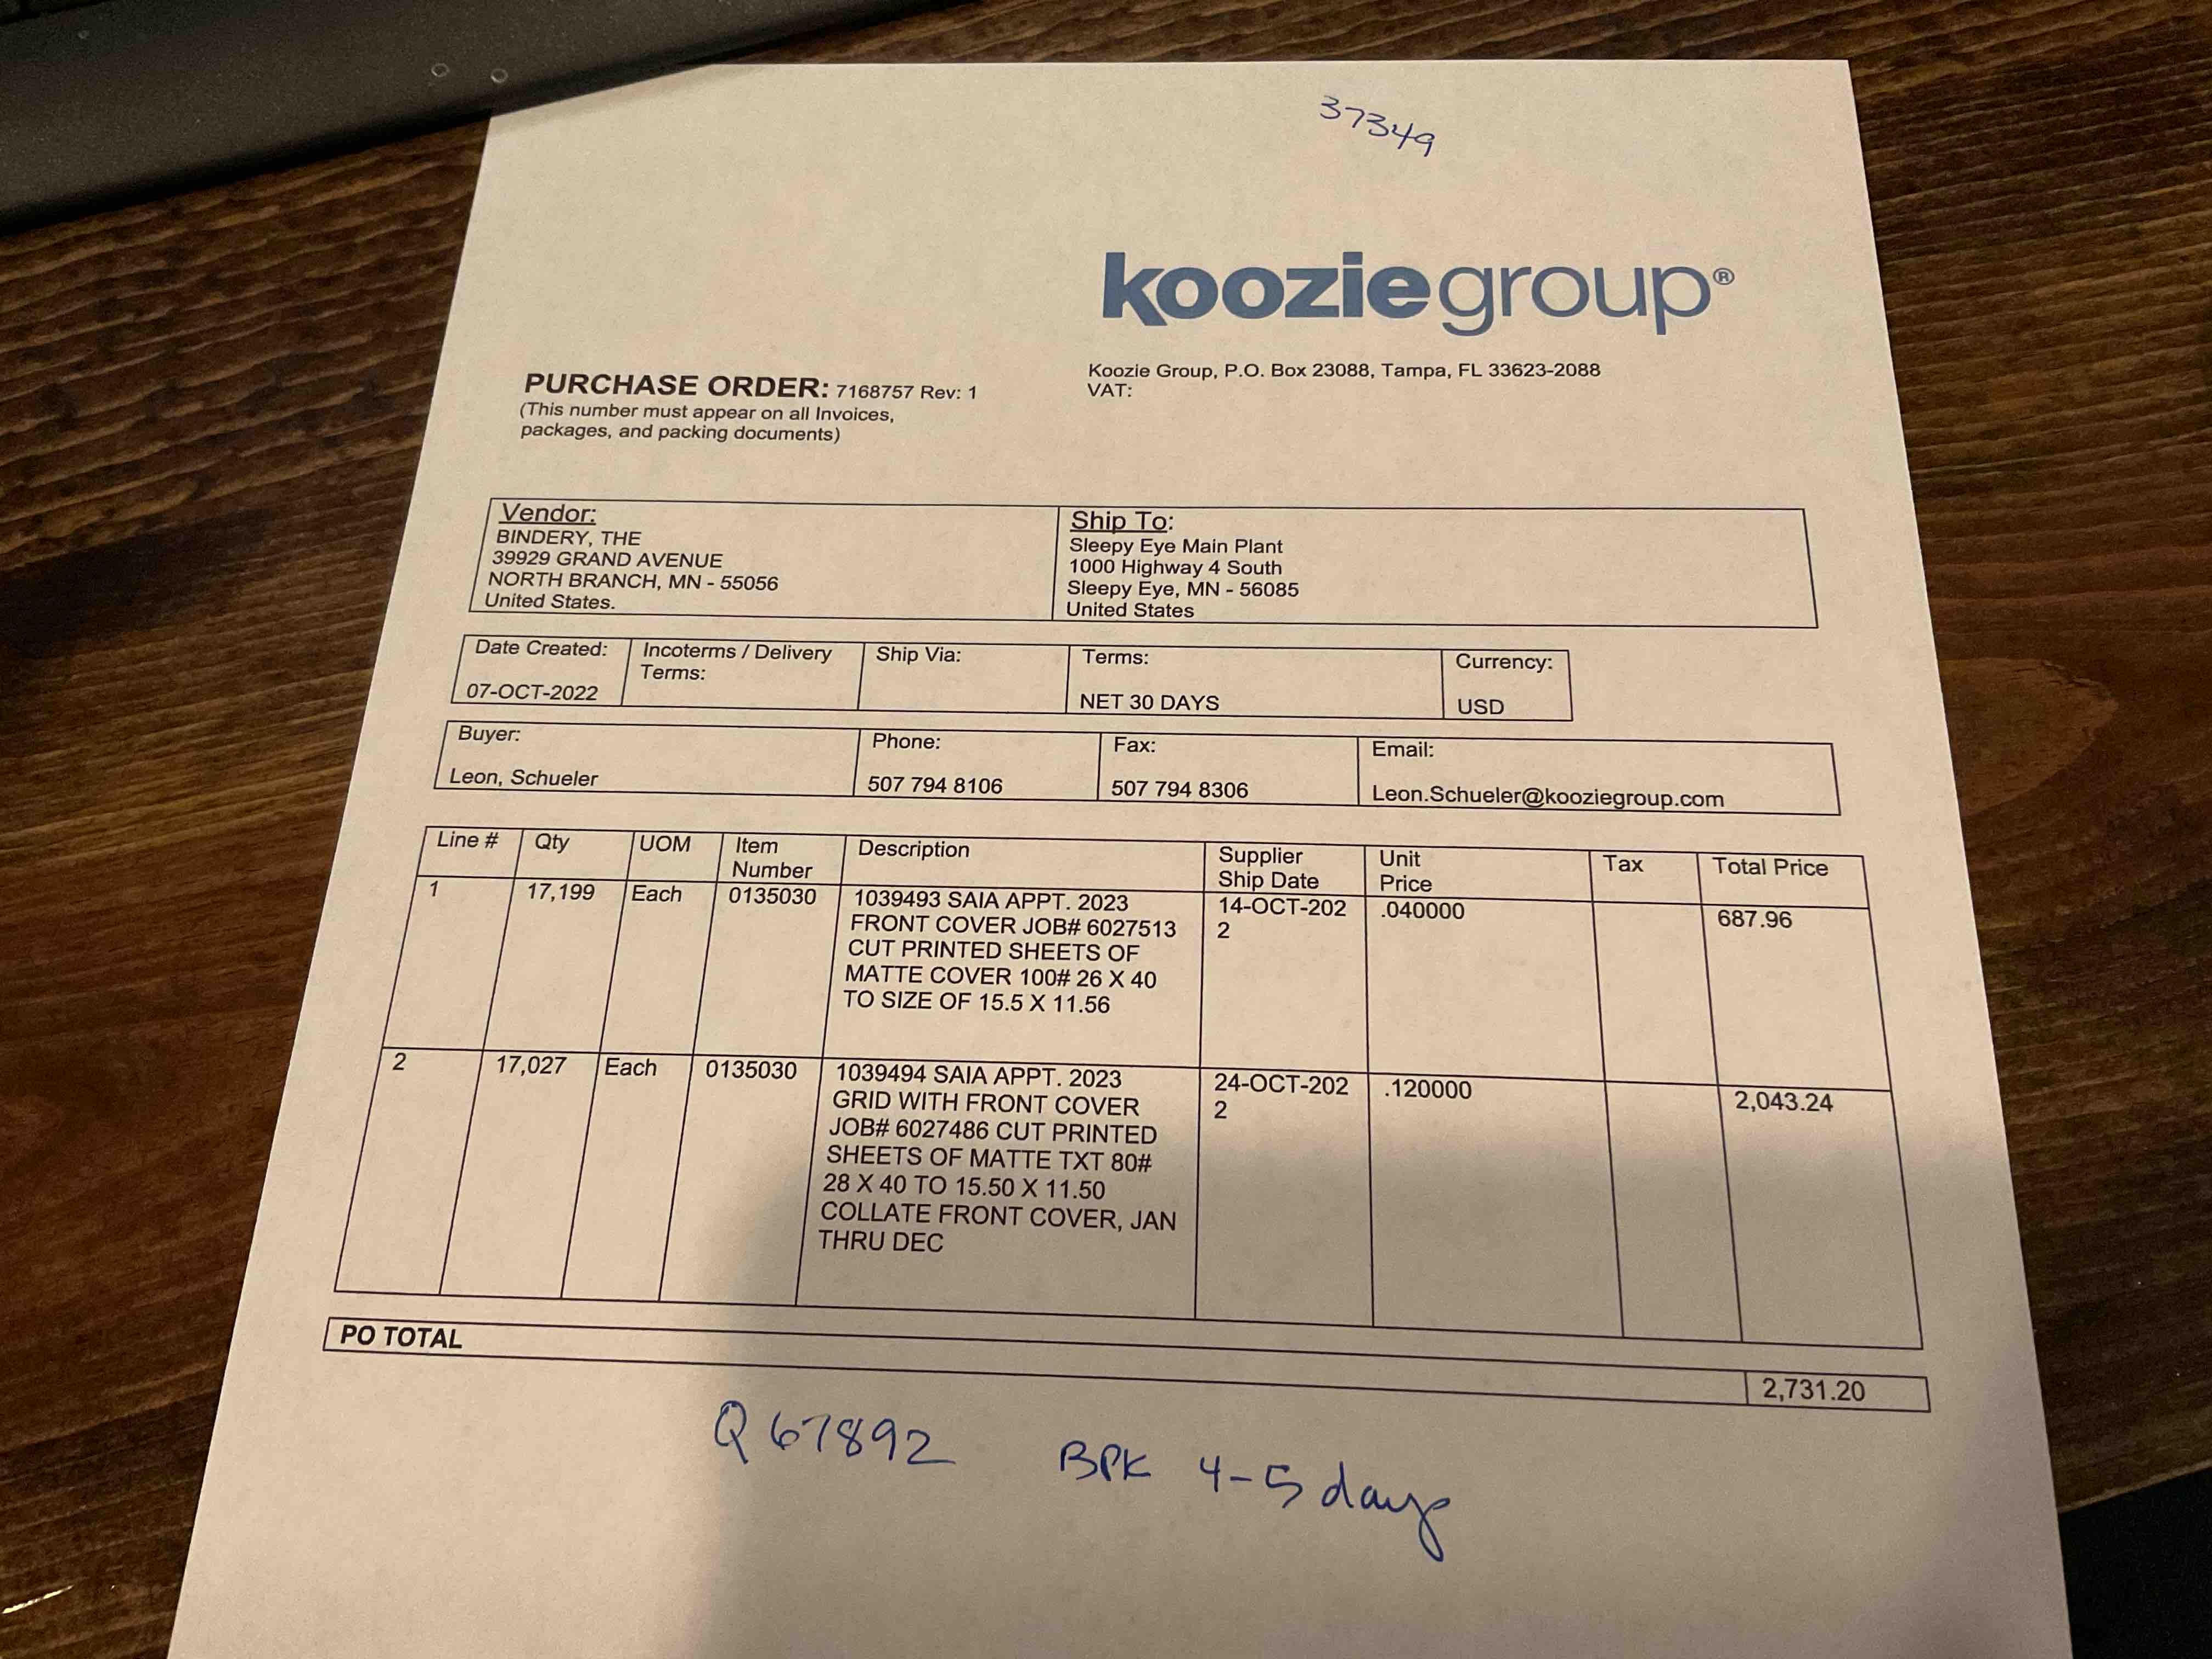 37349
kooziegroup®
Koozie Group, P.O. Box 23088, Tampa, FL 33623-2088
VAT:
PURCHASE ORDER: 7168757 Rev: 1
(This number must appear on all Invoices,
packages, and packing documents)
Vendor:
BINDERY, THE
39929 GRAND AVENUE
NORTH BRANCH, MN - 55056
United States.
Ship To:
Sleepy Eye Main Plant
1000 Highway 4 South
Sleepy Eye, MN - 56085
United States
Date Created:
07-OCT-2022
Incoterms / Delivery
Terms:
Ship Via:
Terms:
NET 30 DAYS
Currency:
USD
Buyer:
Leon, Schueler
Phone:
507 794 8106
Fax:
507 794 8306
Email:
Leon.Schueler@kooziegroup.com
Line #
Qty
UOM
Item
Number
Description
Supplier
Ship Date
Unit
Price
Tax
Total Price
1
17,199
Each
0135030
1039493 SAIA APPT. 2023
FRONT COVER JOB# 6027513
CUT PRINTED SHEETS OF
MATTE COVER 100# 26 X 40
TO SIZE OF 15.5 X 11.56
14-OCT-202
2
.040000
687.96
2
17,027
Each
0135030
1039494 SAIA APPT. 2023
GRID WITH FRONT COVER
JOB# 6027486 CUT PRINTED
SHEETS OF MATTE TXT 80#
28 X 40 TO 15.50 X 11.50
COLLATE FRONT COVER, JAN
THRU DEC
24-OCT-202
2
.120000
2,043.24
PO TOTAL
2,731.20
Q 67892
BPK 4-5 days